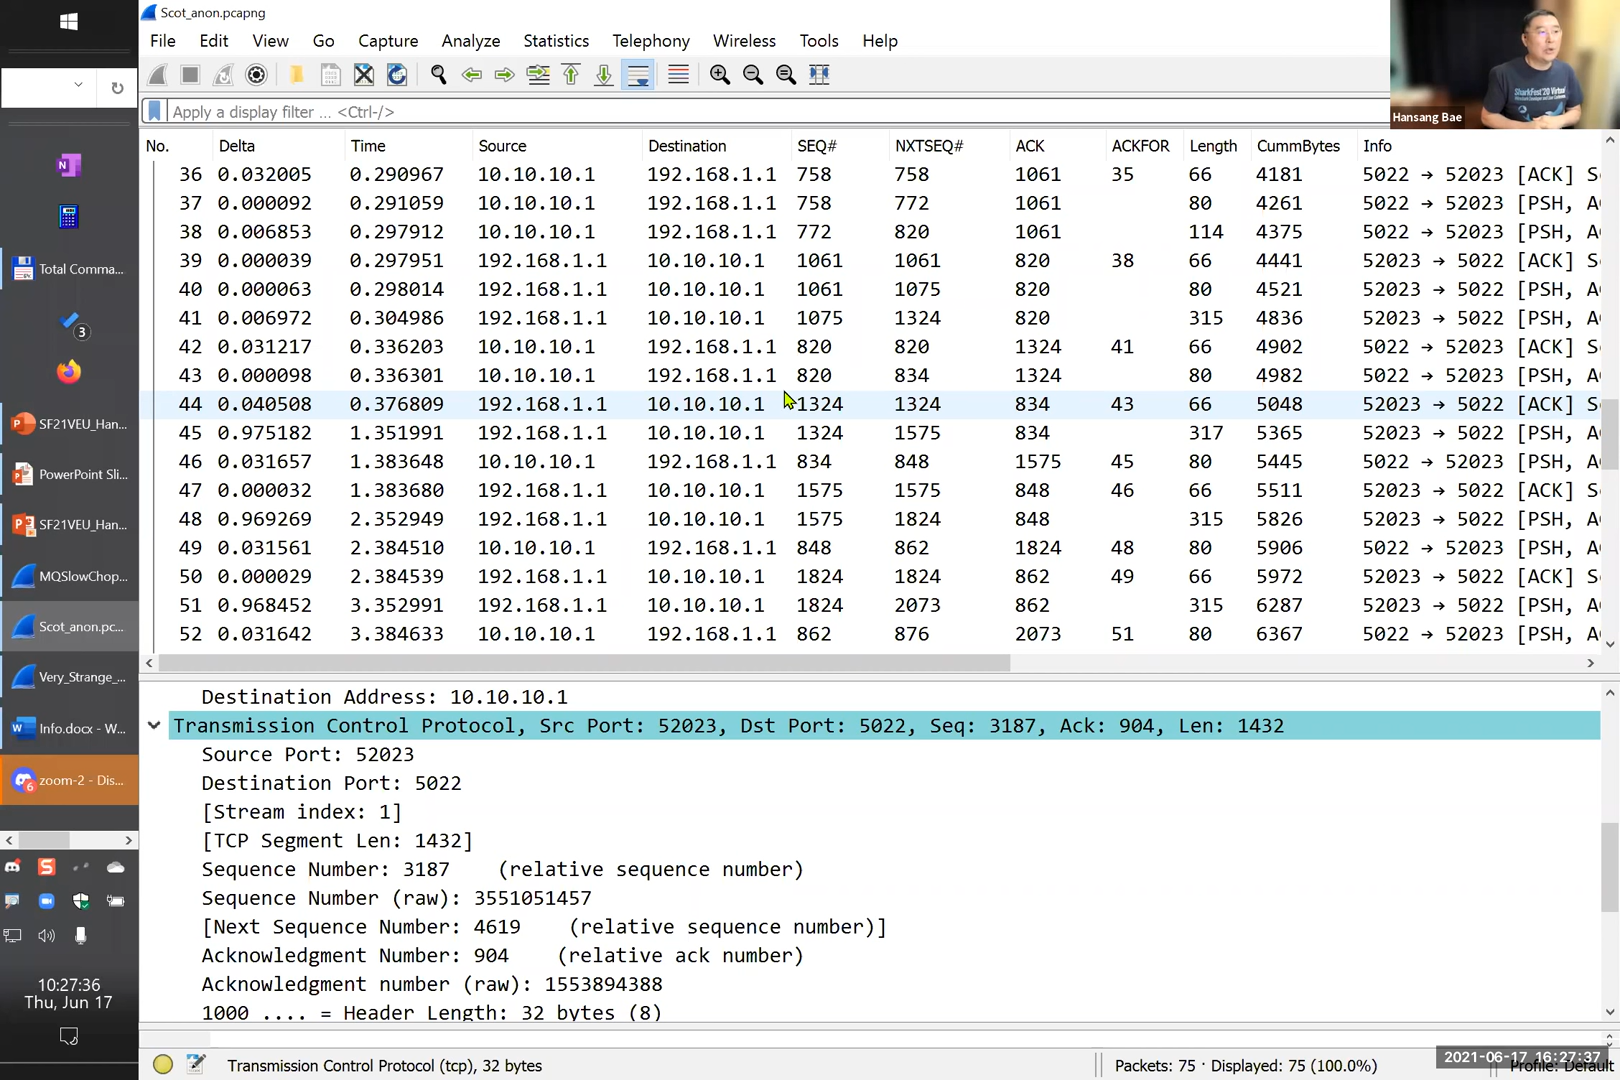 Scot_anon.pcapng
File Edit View Go Capture Analyze Statistics Telephony Wireless Tools Help
Apply a display filter ... <Ctrl-/>
Hansang Bae
SharkFest'20 Virtual
No. Delta Time Source Destination SEQ# NXTSEQ# ACK ACKFOR Length CummBytes Info
36 0.032005 0.290967 10.10.10.1 192.168.1.1 758 758 1061 35 66 4181 5022 → 52023 [ACK] S
37 0.000092 0.291059 10.10.10.1 192.168.1.1 758 772 1061 80 4261 5022 → 52023 [PSH, A
38 0.006853 0.297912 10.10.10.1 192.168.1.1 772 820 1061 114 4375 5022 → 52023 [PSH, A
39 0.000039 0.297951 192.168.1.1 10.10.10.1 1061 1061 820 38 66 4441 52023 → 5022 [ACK] S
40 0.000063 0.298014 192.168.1.1 10.10.10.1 1061 1075 820 80 4521 52023 → 5022 [PSH, A
41 0.006972 0.304986 192.168.1.1 10.10.10.1 1075 1324 820 315 4836 52023 → 5022 [PSH, A
42 0.031217 0.336203 10.10.10.1 192.168.1.1 820 820 1324 41 66 4902 5022 → 52023 [ACK] S
43 0.000098 0.336301 10.10.10.1 192.168.1.1 820 834 1324 80 4982 5022 → 52023 [PSH, A
44 0.040508 0.376809 192.168.1.1 10.10.10.1 1324 1324 834 43 66 5048 52023 → 5022 [ACK] S
45 0.975182 1.351991 192.168.1.1 10.10.10.1 1324 1575 834 317 5365 52023 → 5022 [PSH, A
46 0.031657 1.383648 10.10.10.1 192.168.1.1 834 848 1575 45 80 5445 5022 → 52023 [PSH, A
47 0.000032 1.383680 192.168.1.1 10.10.10.1 1575 1575 848 46 66 5511 52023 → 5022 [ACK] S
48 0.969269 2.352949 192.168.1.1 10.10.10.1 1575 1824 848 315 5826 52023 → 5022 [PSH, A
49 0.031561 2.384510 10.10.10.1 192.168.1.1 848 862 1824 48 80 5906 5022 → 52023 [PSH, A
50 0.000029 2.384539 192.168.1.1 10.10.10.1 1824 1824 862 49 66 5972 52023 → 5022 [ACK] S
51 0.968452 3.352991 192.168.1.1 10.10.10.1 1824 2073 862 315 6287 52023 → 5022 [PSH, A
52 0.031642 3.384633 10.10.10.1 192.168.1.1 862 876 2073 51 80 6367 5022 → 52023 [PSH, A
Destination Address: 10.10.10.1
Transmission Control Protocol, Src Port: 52023, Dst Port: 5022, Seq: 3187, Ack: 904, Len: 1432
Source Port: 52023
Destination Port: 5022
[Stream index: 1]
[TCP Segment Len: 1432]
Sequence Number: 3187 (relative sequence number)
Sequence Number (raw): 3551051457
[Next Sequence Number: 4619 (relative sequence number)]
Acknowledgment Number: 904 (relative ack number)
Acknowledgment number (raw): 1553894388
1000 .... = Header Length: 32 bytes (8)
Transmission Control Protocol (tcp), 32 bytes
Packets: 75 · Displayed: 75 (100.0%)
Profile: Default
2021-06-17 16:27:37
Total Comma...
3
SF21VEU_Han...
PowerPoint Sli...
SF21VEU_Han...
MQSlowChop...
Scot_anon.pc...
Very_Strange_...
Info.docx - W...
zoom-2 - Dis...
6
10:27:36
Thu, Jun 17